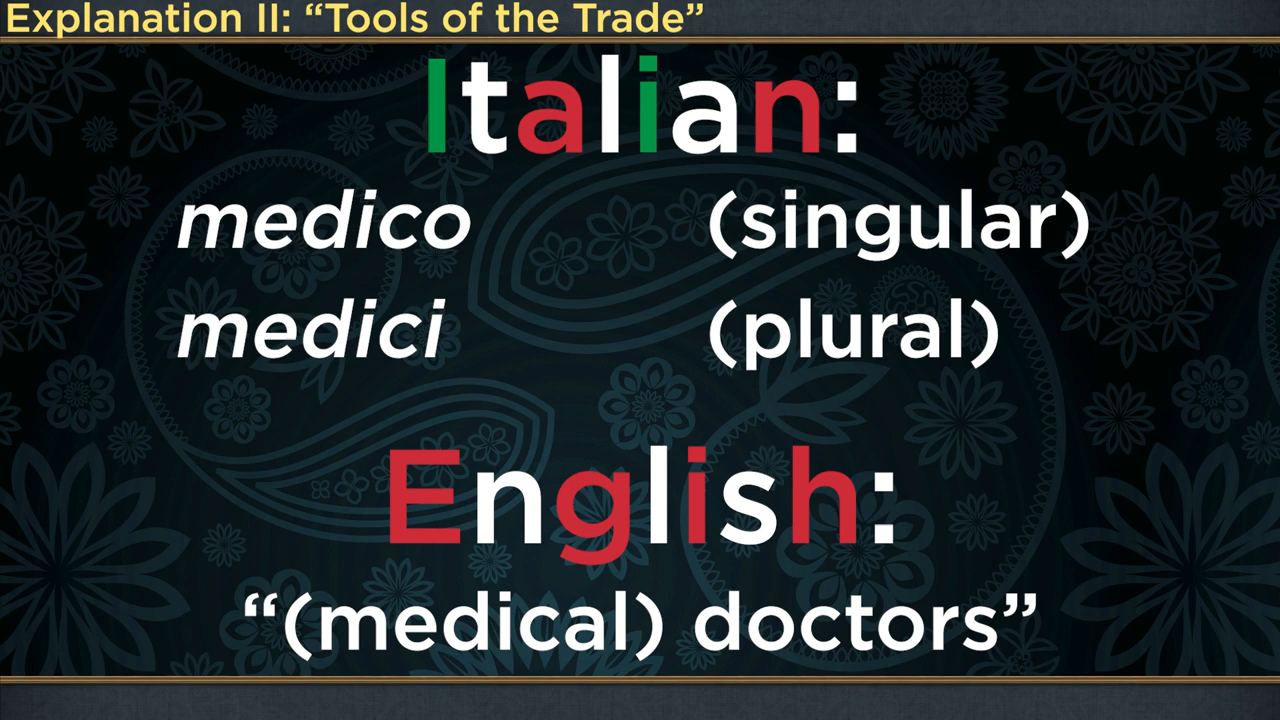 Explanation II: “Tools of the Trade”
Italian:
medico (singular)
medici (plural)
English:
“(medical) doctors”